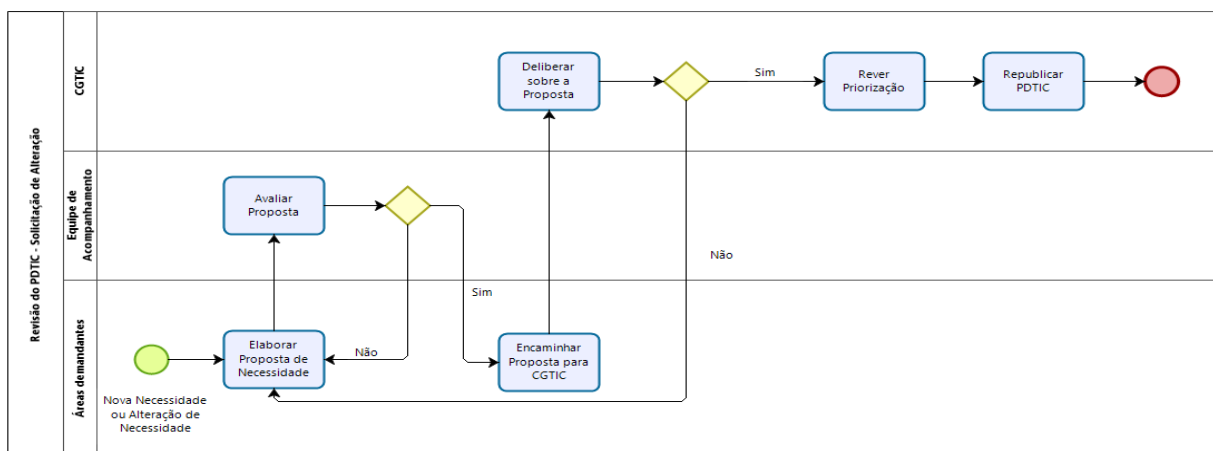 Revisão do PDTIC - Solicitação de Alteração
CGTIC
Deliberar
sobre a
Proposta
Sim
Rever
Priorização
Republicar
PDTIC
Equipe de
Acompanhamento
Avaliar
Proposta
Não
Sim
Áreas demandantes
Nova Necessidade
ou Alteração de
Necessidade
Elaborar
Proposta de
Necessidade
Não
Encaminhar
Proposta para
CGTIC